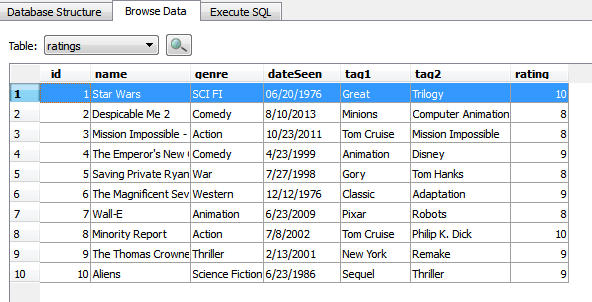 Database Structure Browse Data Execute SQL
Table: ratings
id name genre dateSeen tag1 tag2 rating
1 1 Star Wars SCI FI 06/20/1976 Great Trilogy 10
2 2 Despicable Me 2 Comedy 8/10/2013 Minions Computer Animation 8
3 3 Mission Impossible - Action 10/23/2011 Tom Cruise Mission Impossible 8
4 4 The Emperor's New Comedy 4/23/1999 Animation Disney 9
5 5 Saving Private Ryan War 7/27/1998 Gory Tom Hanks 8
6 6 The Magnificent Sev Western 12/12/1976 Classic Adaptation 9
7 7 Wall-E Animation 6/23/2009 Pixar Robots 8
8 8 Minority Report Action 7/8/2002 Tom Cruise Philip K. Dick 10
9 9 The Thomas Crowne Thriller 2/13/2001 New York Remake 9
10 10 Aliens Science Fiction 6/23/1986 Sequel Thriller 9